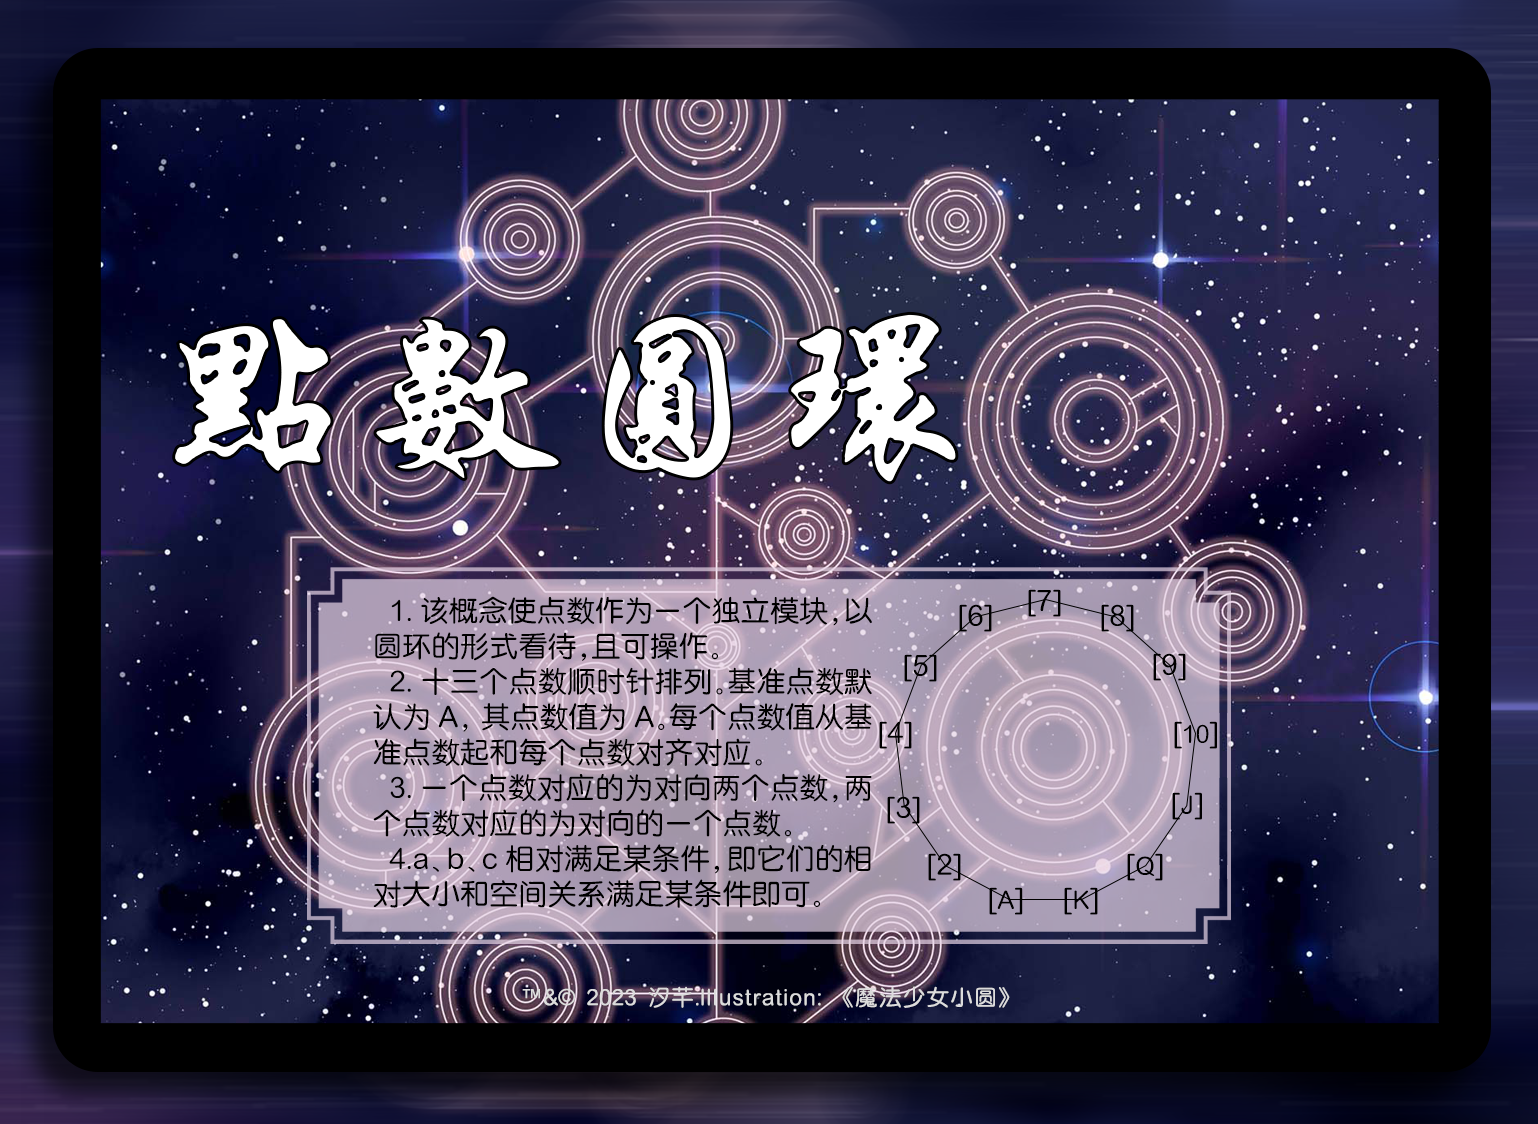 點數圓環
1. 该概念使点数作为一个独立模块,以
圆环的形式看待,且可操作。
2. 十三个点数顺时针排列。基准点数默
认为 A, 其点数值为 A。每个点数值从基
准点数起和每个点数对齐对应。
3. 一个点数对应的为对向两个点数,两
个点数对应的为对向的一个点数。
4.a、b、c 相对满足某条件,即它们的相
对大小和空间关系满足某条件即可。
[7]
[6]
[8]
[5]
[9]
[4]
[10]
[3]
[J]
[2]
[Q]
[A]
[K]
™&© 2023 汐芊.Illustration: 《魔法少女小圆》